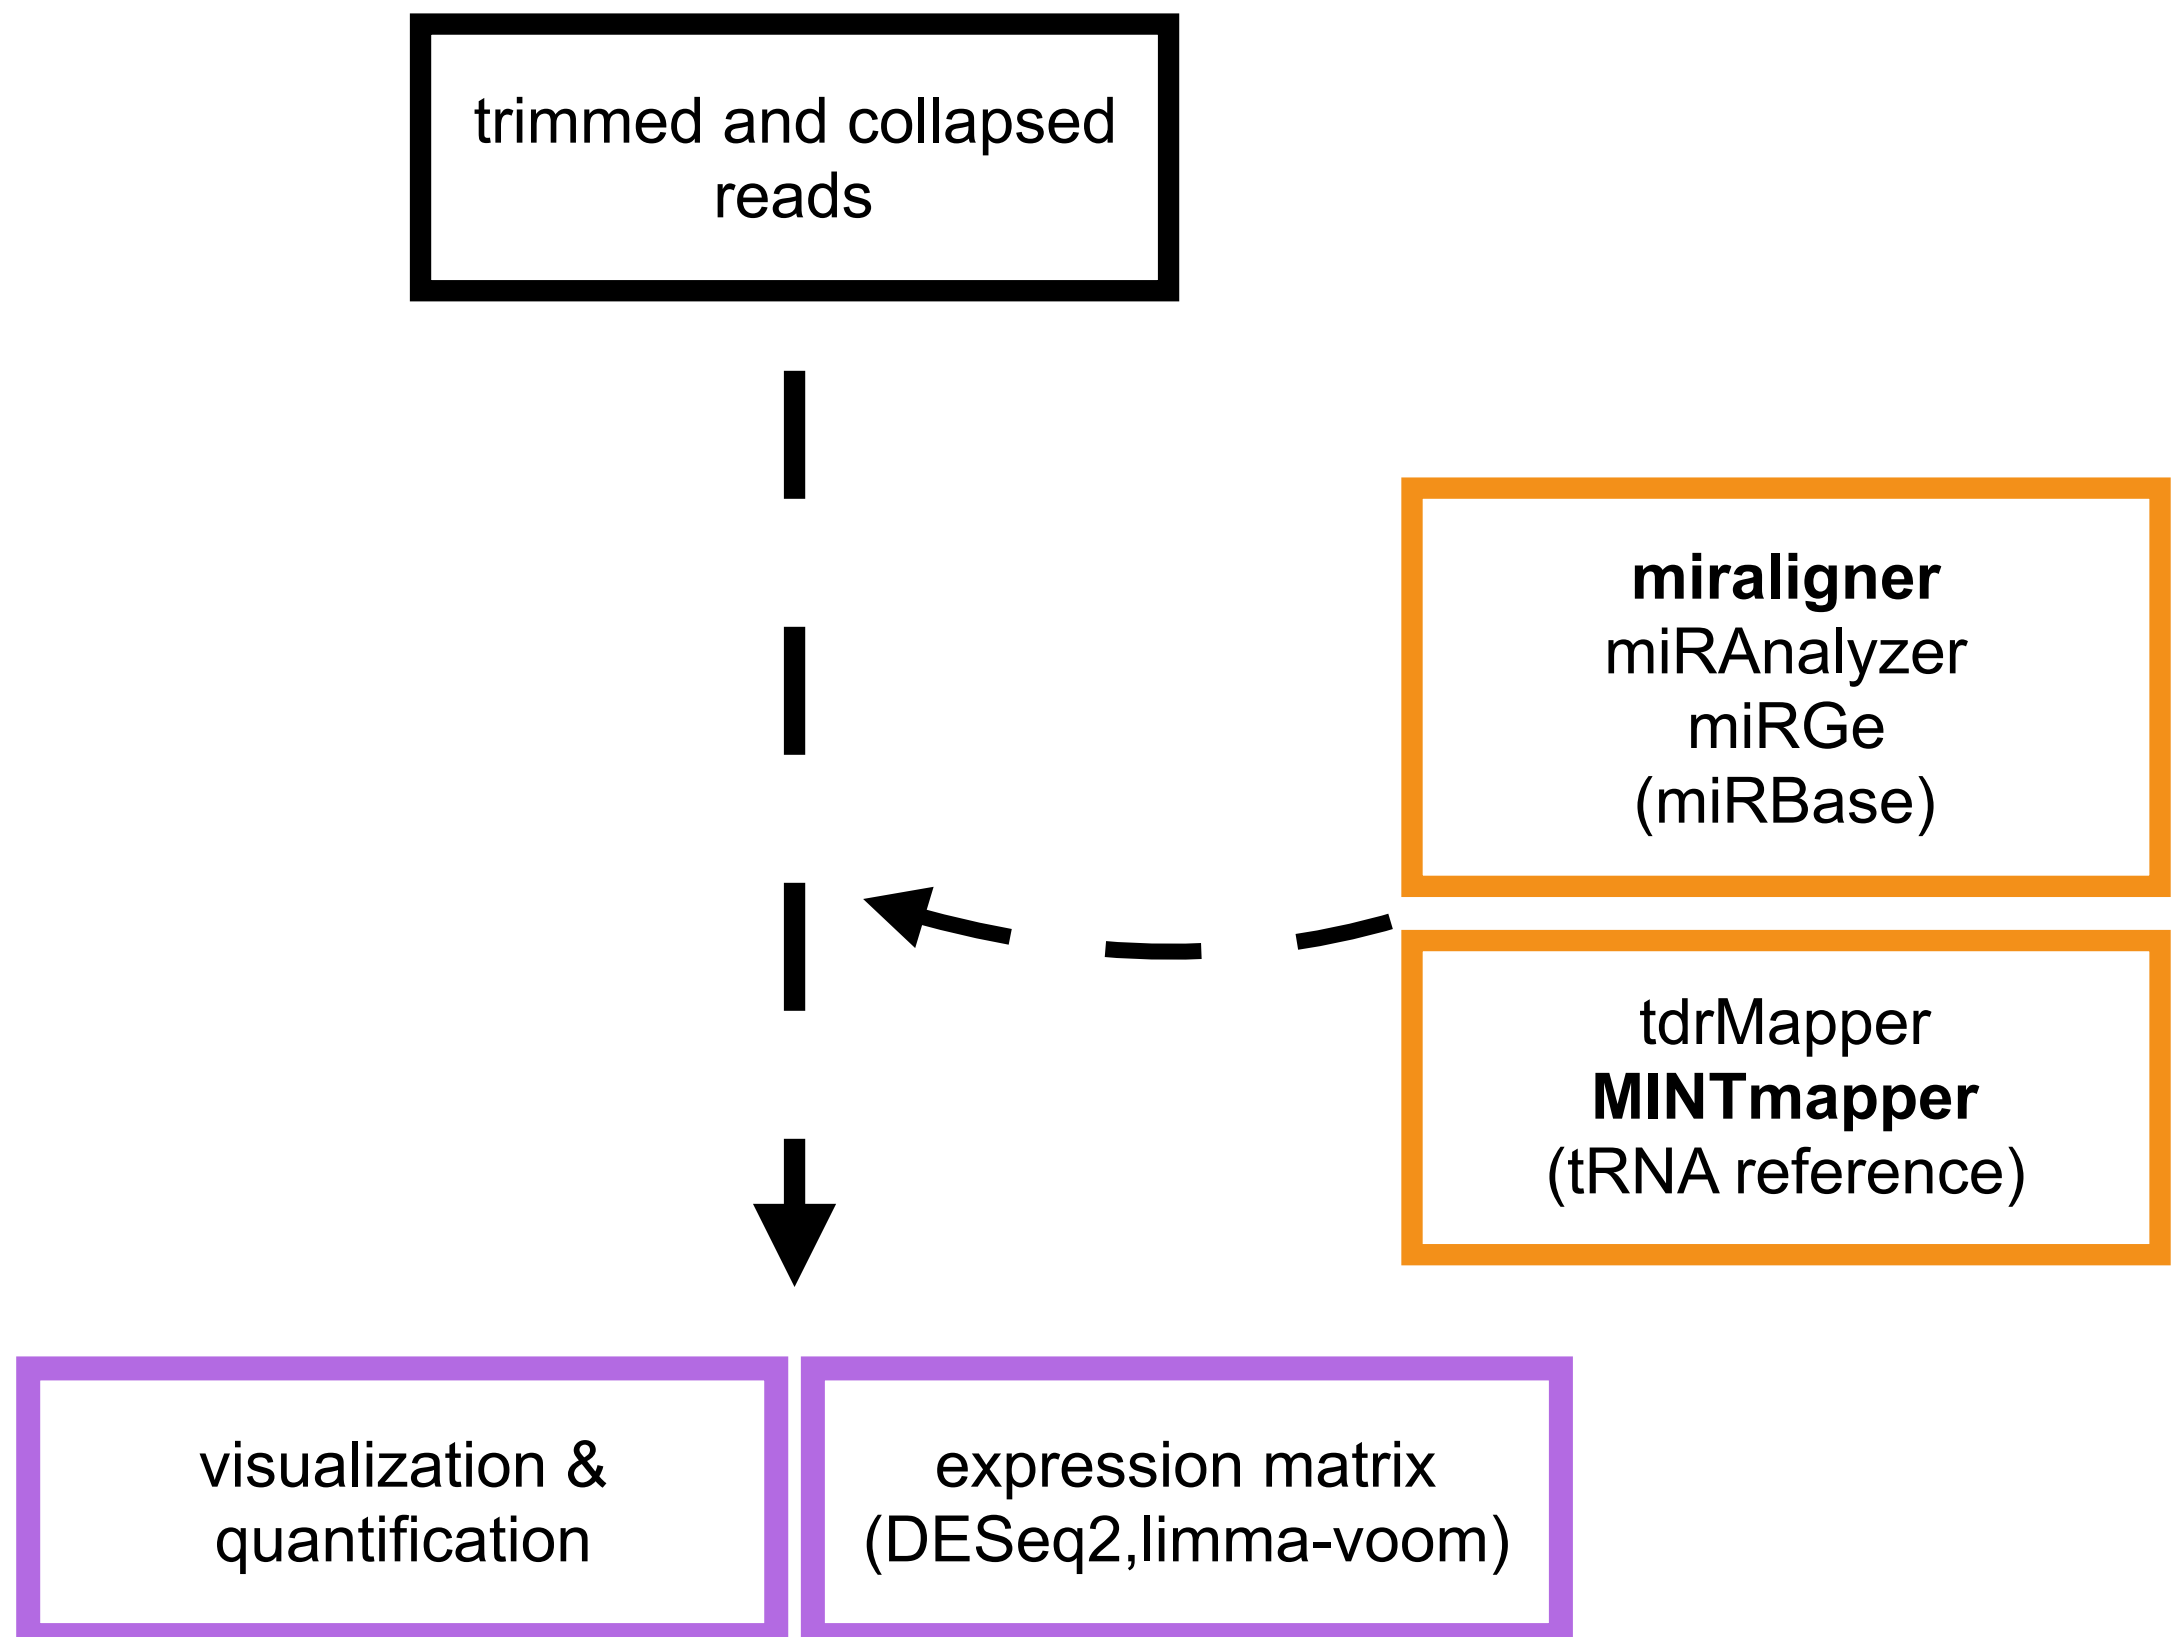 trimmed and collapsed
reads
miraligner
miRAnalyzer
miRGe
(miRBase)
tdrMapper
MINTmapper
(tRNA reference)
visualization &
quantification
expression matrix
(DESeq2,limma-voom)